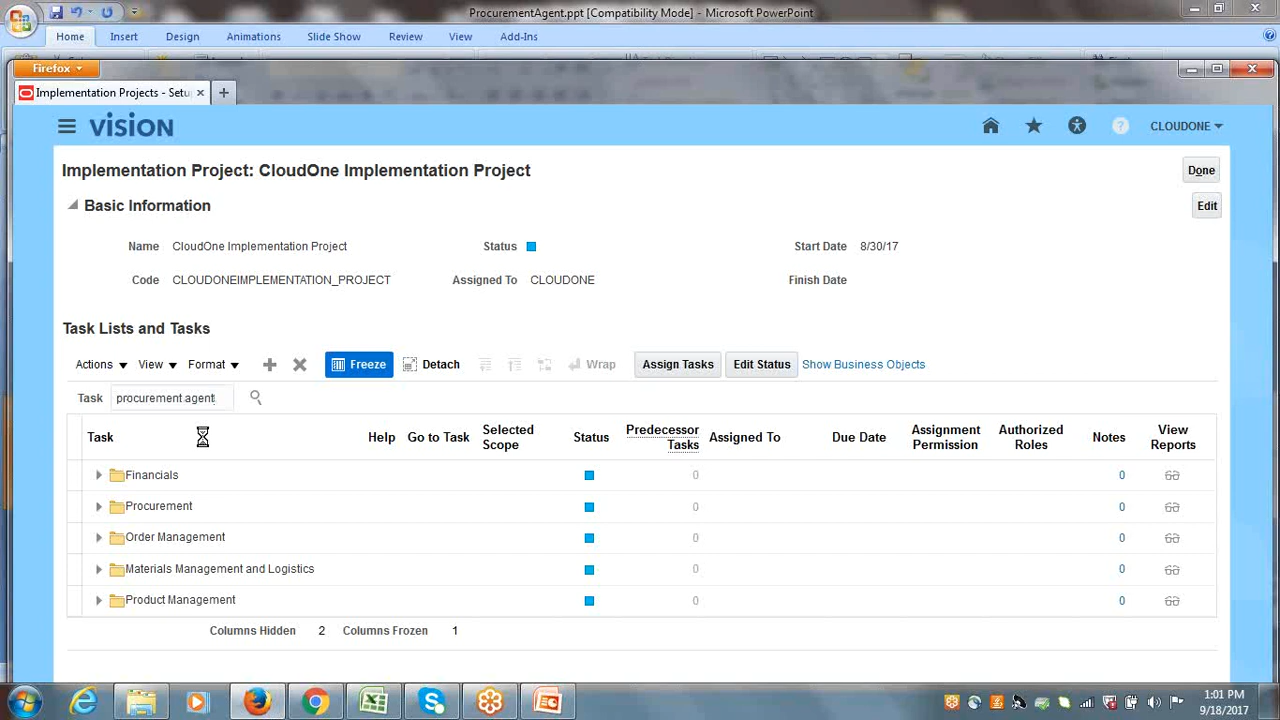 ProcurementAgent.ppt [Compatibility Mode] - Microsoft PowerPoint
Home Insert Design Animations Slide Show Review View Add-Ins
Firefox
Implementation Projects - Setu
VISION
CLOUDONE
Implementation Project: CloudOne Implementation Project
Done
Basic Information
Edit
Name CloudOne Implementation Project Status Start Date 8/30/17
Code CLOUDONEIMPLEMENTATION_PROJECT Assigned To CLOUDONE Finish Date
Task Lists and Tasks
Actions View Format Freeze Detach Wrap Assign Tasks Edit Status Show Business Objects
Task procurement agent
Task Help Go to Task Selected Scope Status Predecessor Tasks Assigned To Due Date Assignment Permission Authorized Roles Notes View Reports
Financials 0 0
Procurement 0 0
Order Management 0 0
Materials Management and Logistics 0 0
Product Management 0 0
Columns Hidden 2 Columns Frozen 1
1:01 PM
9/18/2017